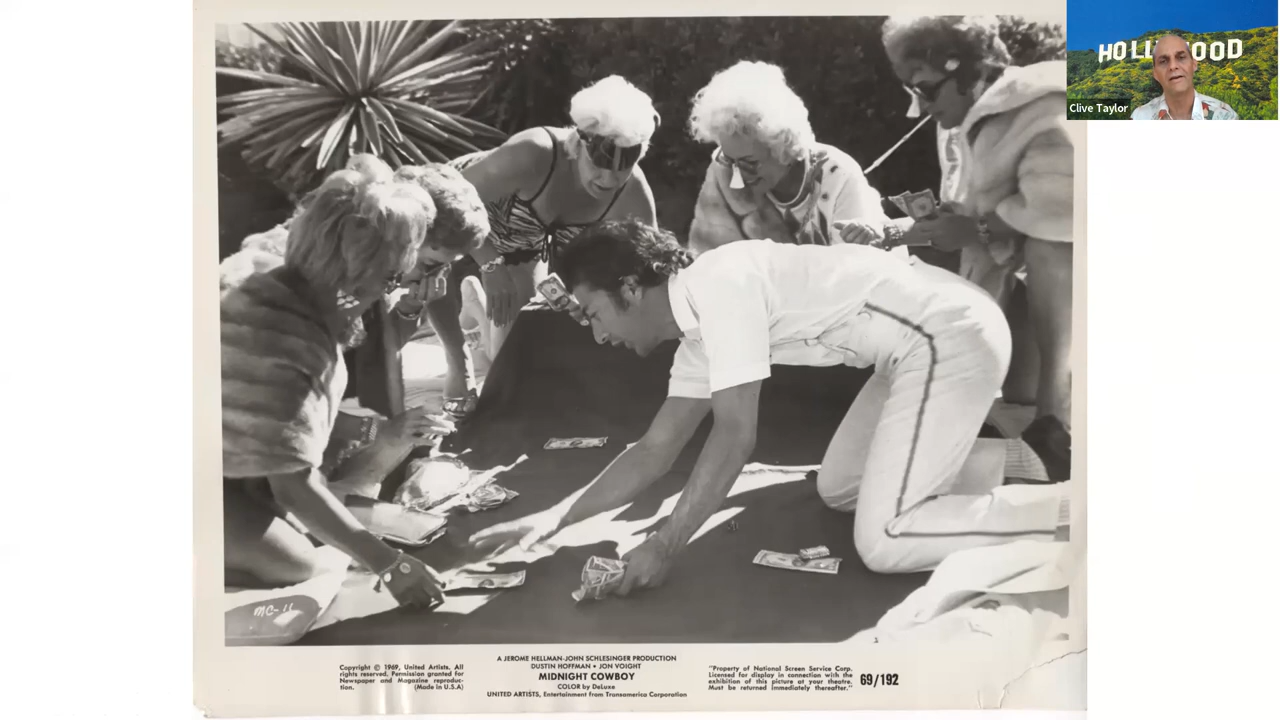 HOLLYWOOD
Clive Taylor
MC-11
Copyright © 1969, United Artists, All
rights reserved. Permission granted for
Newspaper and Magazine reproduc-
tion. (Made in U.S.A)
A JEROME HELLMAN-JOHN SCHLESINGER PRODUCTION
DUSTIN HOFFMAN • JON VOIGHT
MIDNIGHT COWBOY
COLOR by DeLuxe
UNITED ARTISTS, Entertainment from Transamerica Corporation
"Property of National Screen Service Corp.
Licensed for display in connection with the
exhibition of this picture at your theatre.
Must be returned immediately thereafter."
69/192